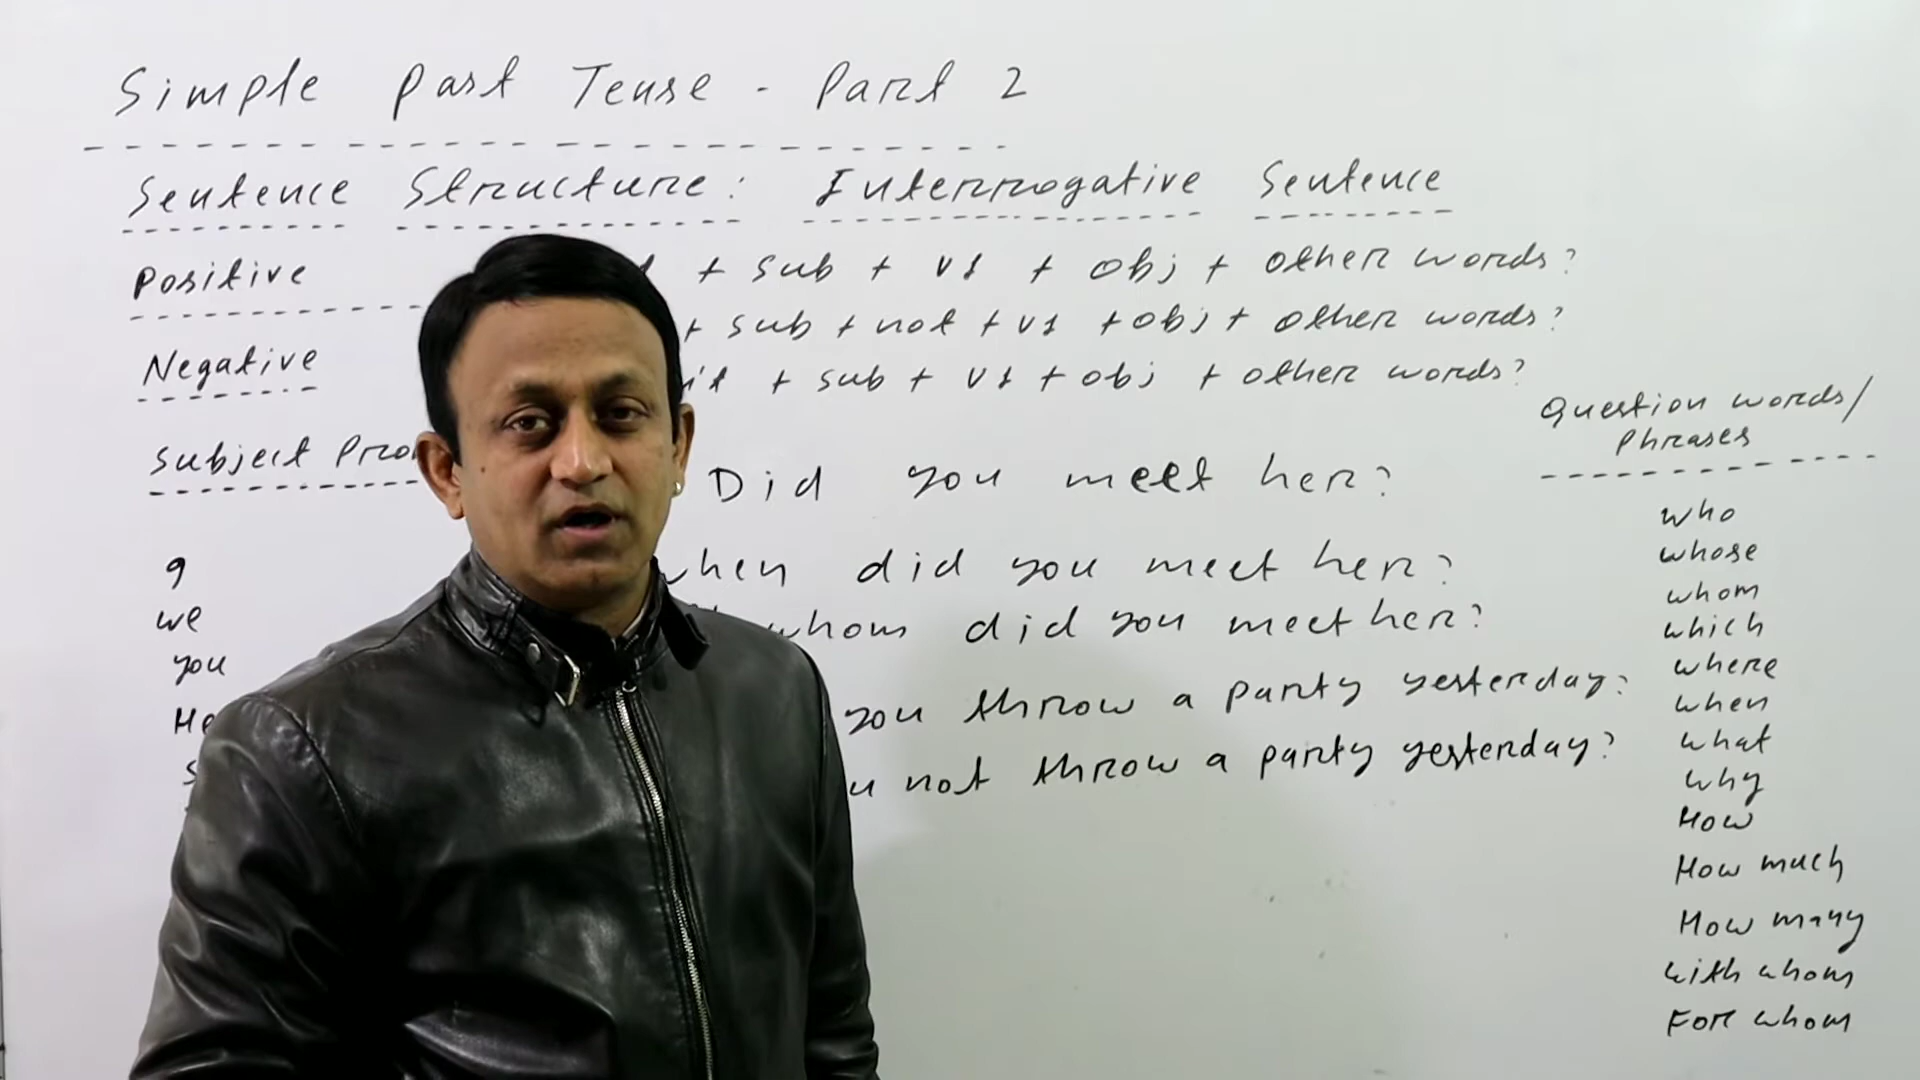 Simple Past Tense - Part 2
Sentence Structure: Interrogative Sentence
Positive + sub + v1 + obj + other words?
+ sub + not + v1 + obj + other words?
Negative + sub + v1 + obj + other words?
Subject
Did you meet her?
when did you meet her?
whom did you meet her?
you throw a party yesterday?
not throw a party yesterday?
I
we
you
He
Question words/
Phrases
who
whose
whom
which
where
when
what
why
How
How much
How many
with whom
For whom